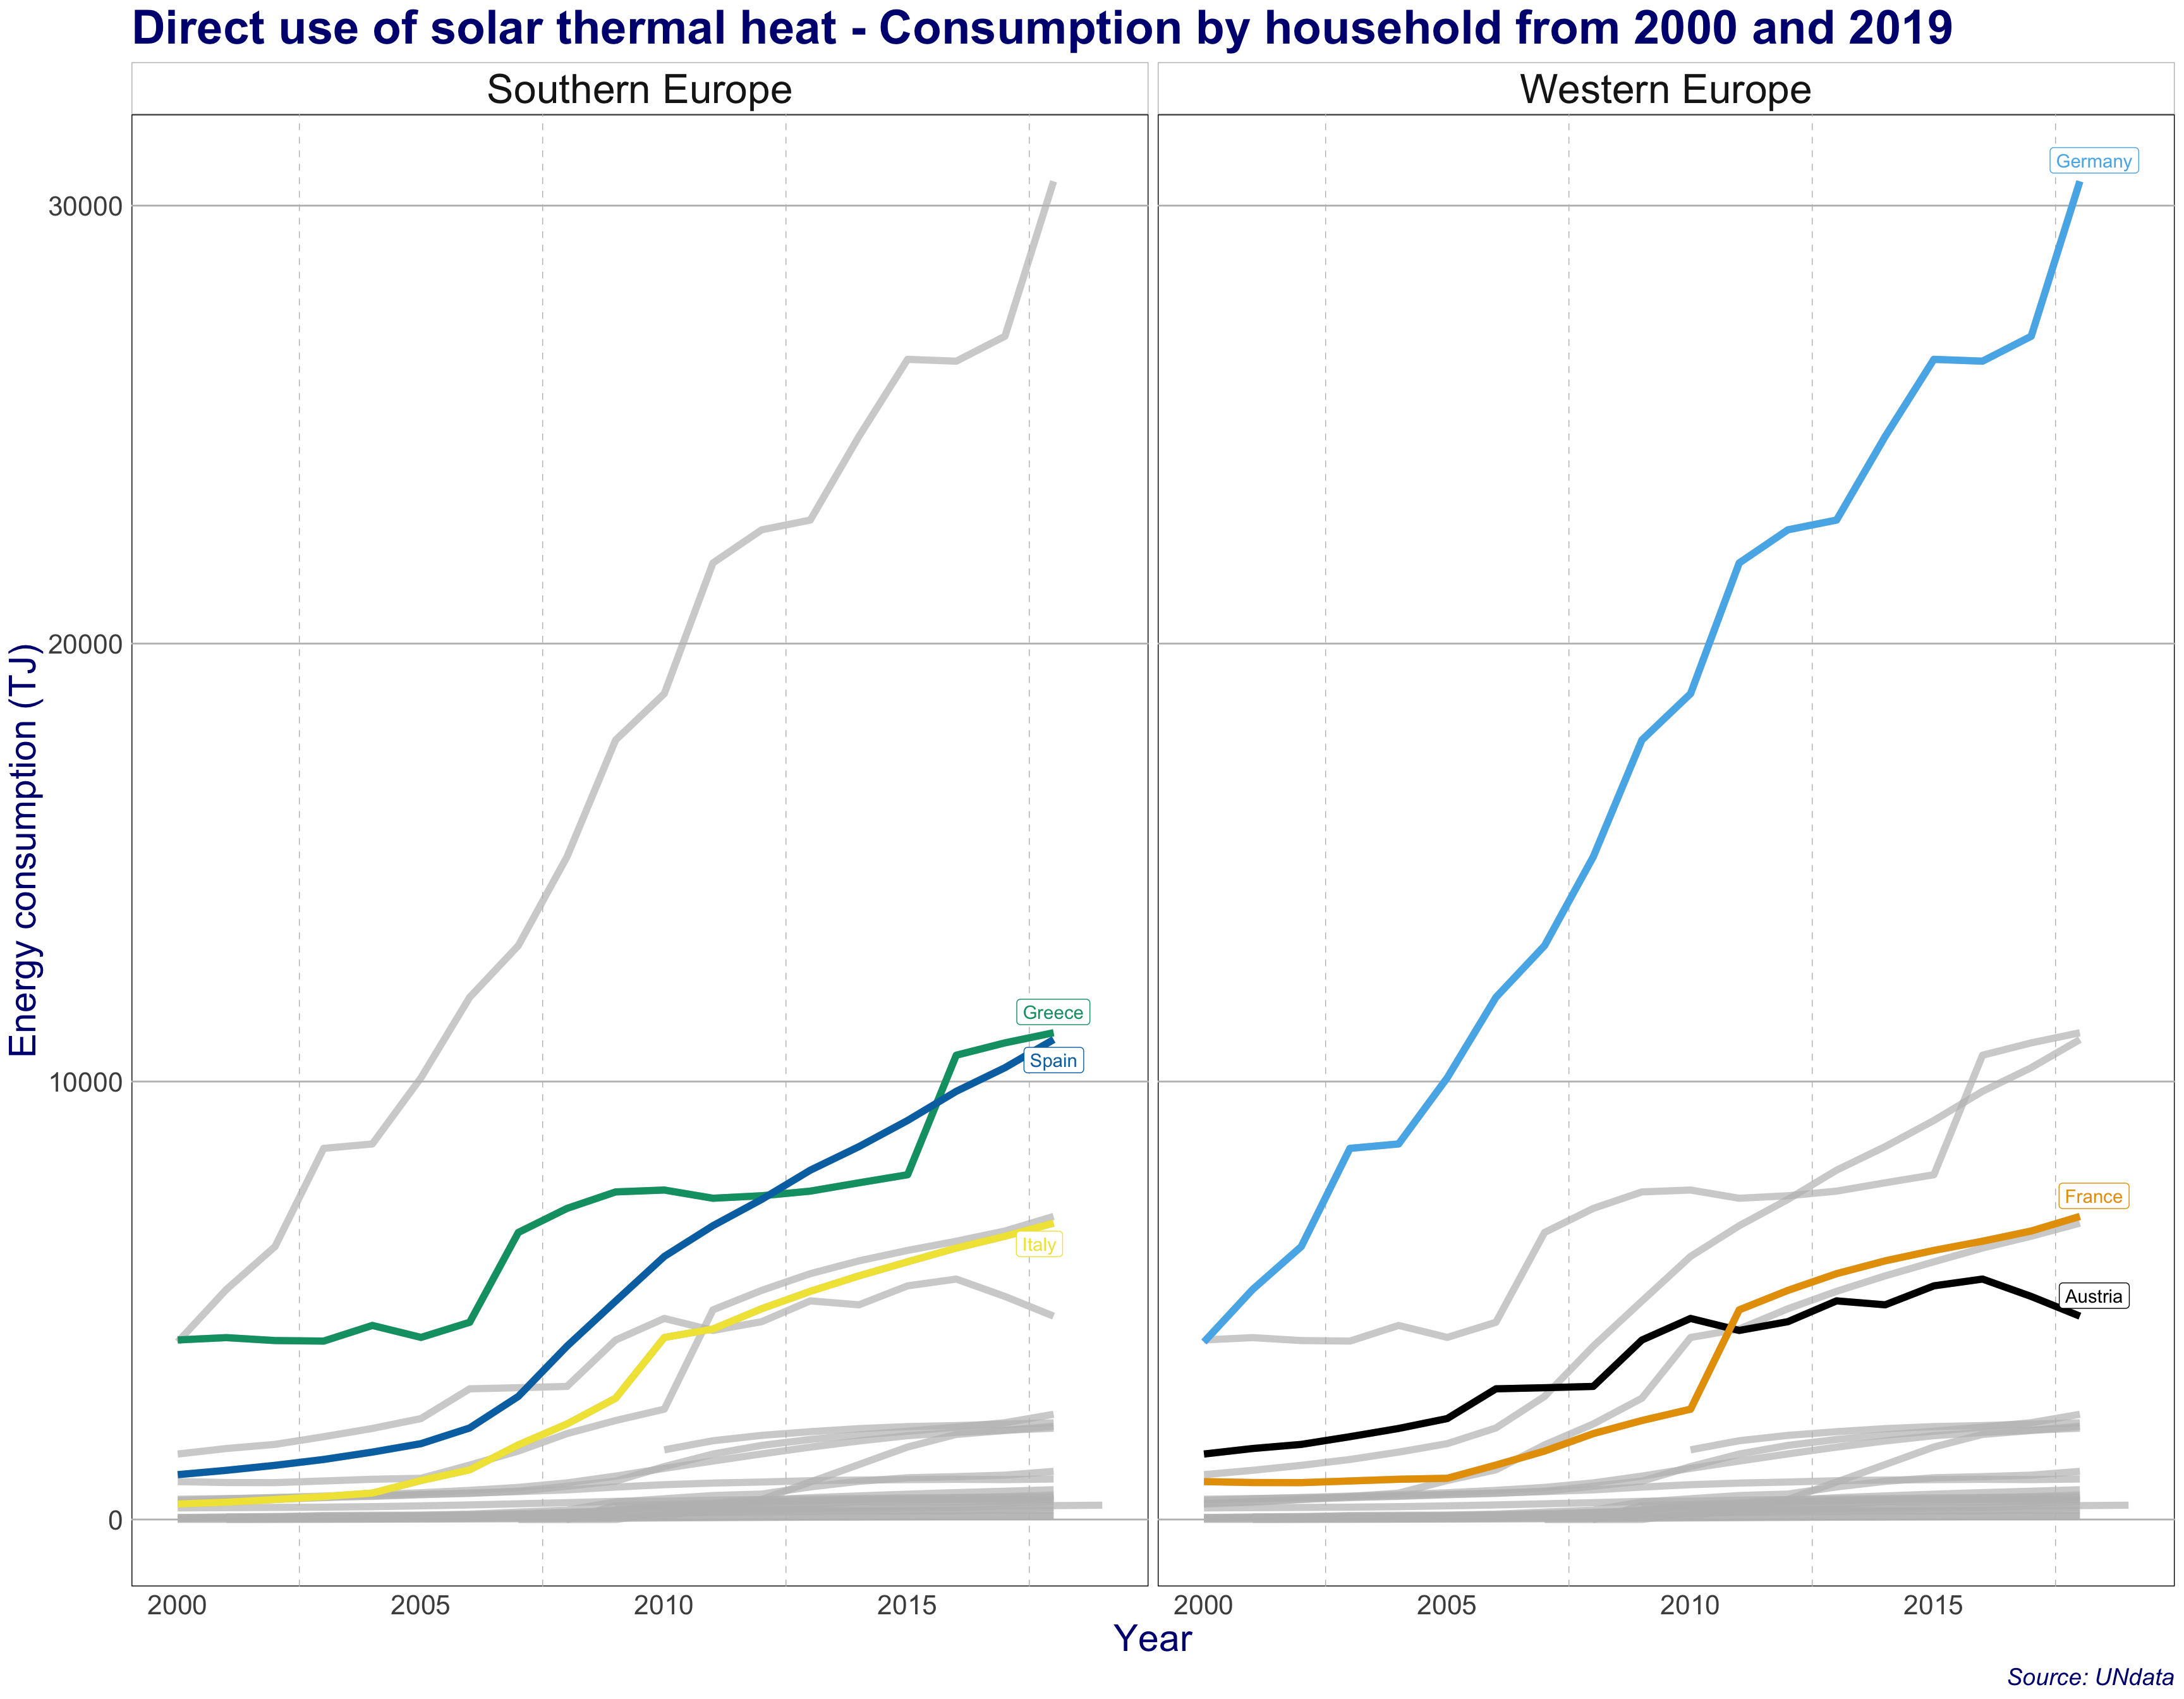 Direct use of solar thermal heat - Consumption by household from 2000 and 2019
Southern Europe
Western Europe
Energy consumption (TJ)
30000
20000
10000
0
Greece
Spain
Italy
Germany
France
Austria
2000 2005 2010 2015
2000 2005 2010 2015
Year
Source: UNdata